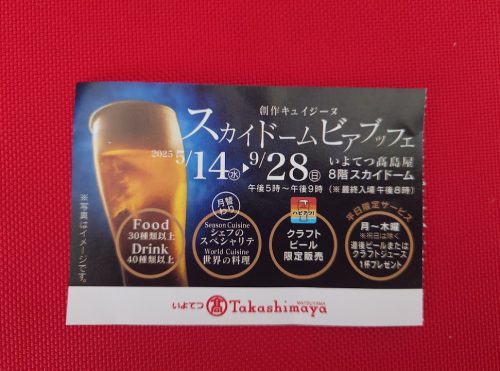 創作キュイジーヌ
スカイドームビアブッフェ
2025 5/14(水)▶9/28(日)
午後5時〜午後9時
いよてつ髙島屋
8階スカイドーム
(※最終入場 午後8時)
※写真はイメージです。
Food
30種類以上
Drink
40種類以上
月替わり
Season Cuisine
シェフの
スペシャリテ
World Cuisine
世界の料理
クラフト
ビール
限定販売
平日限定サービス
月〜木曜
※祝日は除く
道後ビールまたは
クラフトジュース
1杯プレゼント
いよてつ 髙 Takashimaya
MATSUYAMA